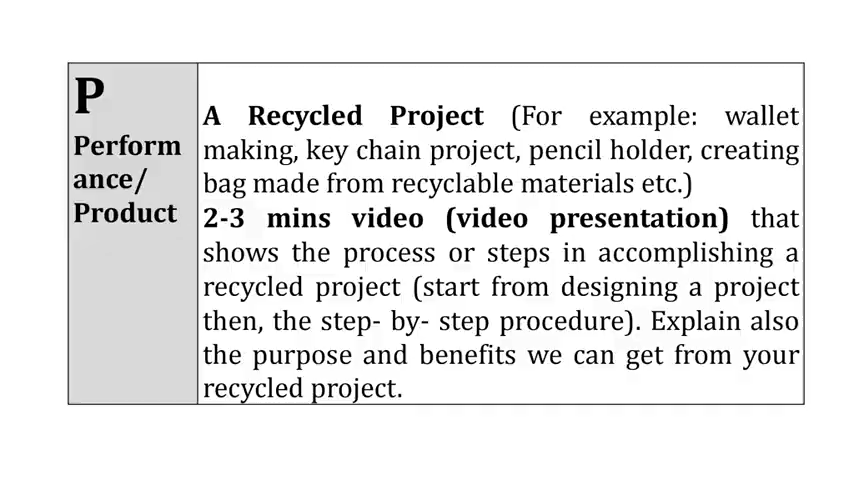 P
Perform
ance/
Product
A Recycled Project (For example: wallet
making, key chain project, pencil holder, creating
bag made from recyclable materials etc.)
2-3 mins video (video presentation) that
shows the process or steps in accomplishing a
recycled project (start from designing a project
then, the step- by- step procedure). Explain also
the purpose and benefits we can get from your
recycled project.